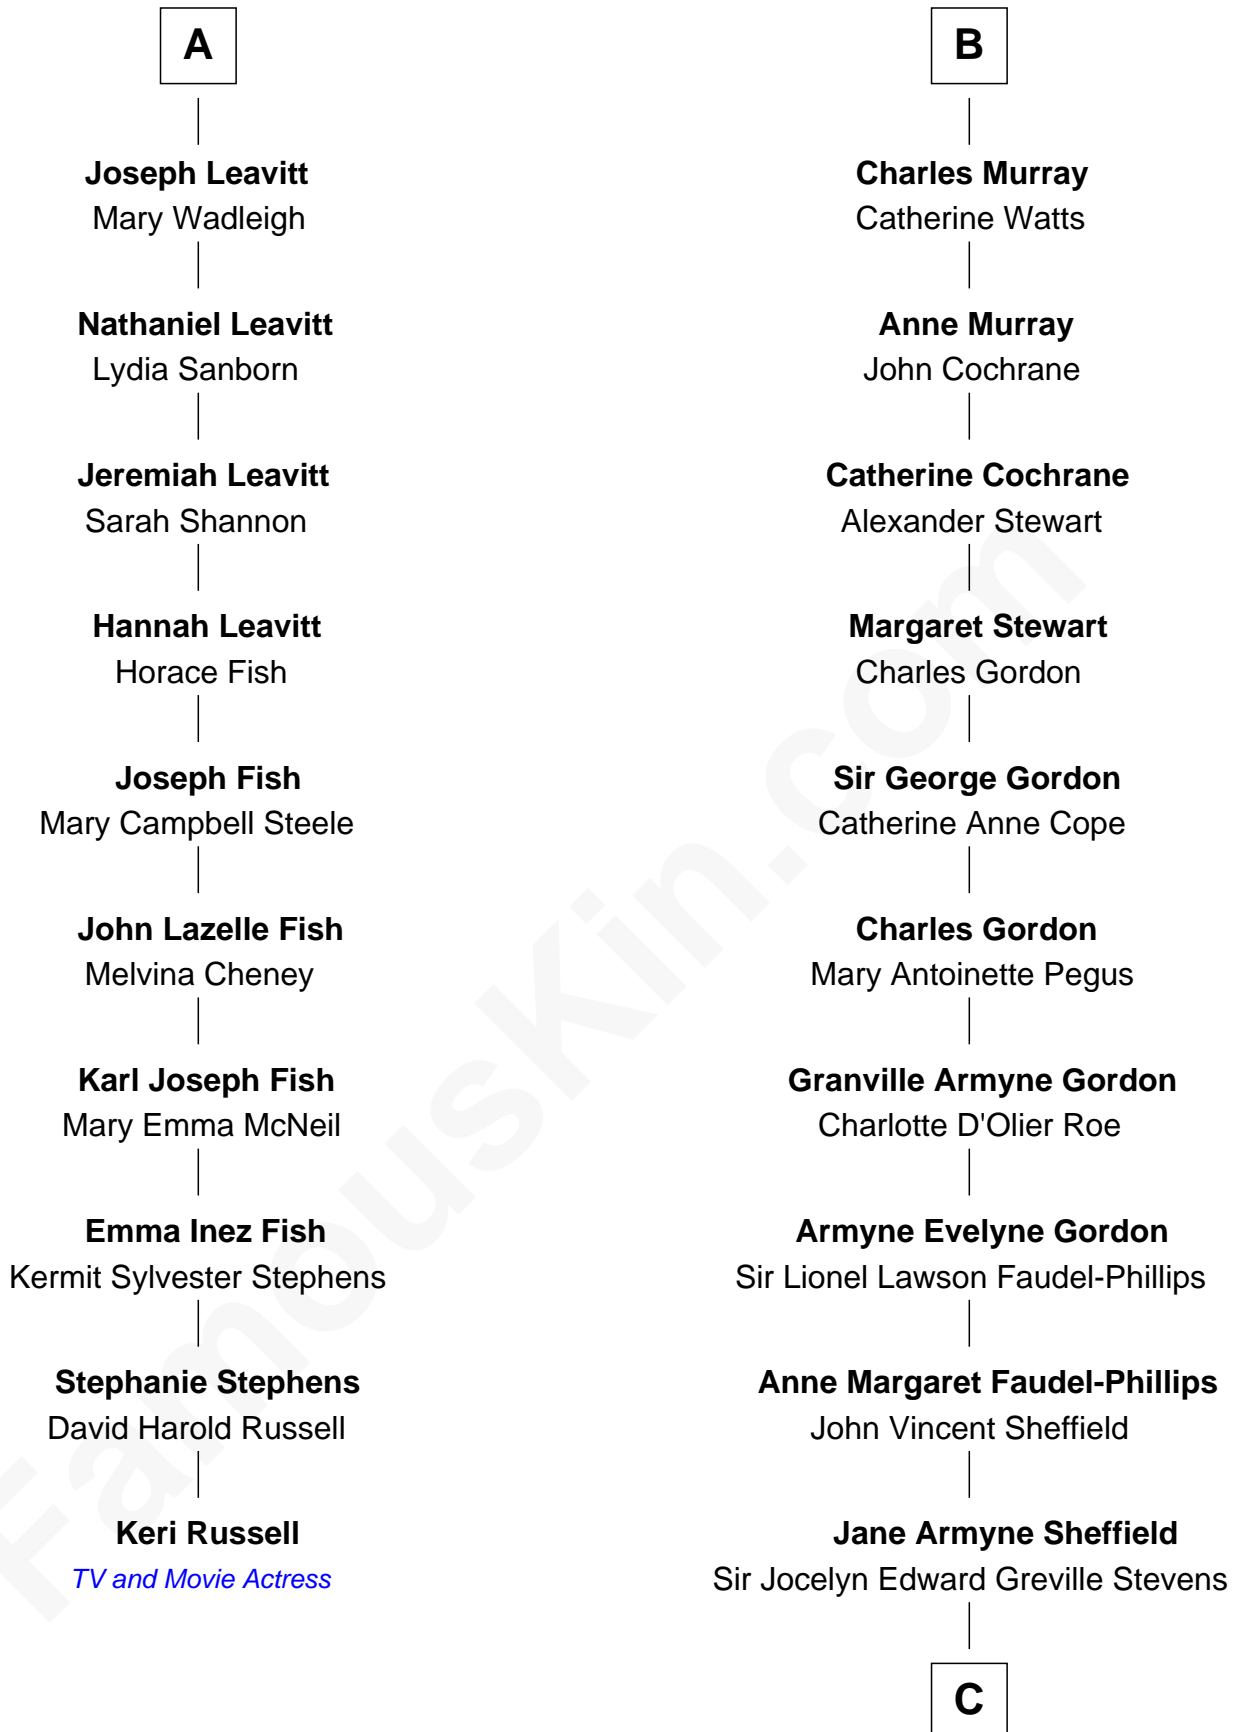 A
Joseph Leavitt
Mary Wadleigh
Nathaniel Leavitt
Lydia Sanborn
Jeremiah Leavitt
Sarah Shannon
Hannah Leavitt
Horace Fish
Joseph Fish
Mary Campbell Steele
John Lazelle Fish
Melvina Cheney
Karl Joseph Fish
Mary Emma McNeil
Emma Inez Fish
Kermit Sylvester Stephens
Stephanie Stephens
David Harold Russell
Keri Russell
TV and Movie Actress
B
Charles Murray
Catherine Watts
Anne Murray
John Cochrane
Catherine Cochrane
Alexander Stewart
Margaret Stewart
Charles Gordon
Sir George Gordon
Catherine Anne Cope
Charles Gordon
Mary Antoinette Pegus
Granville Armyne Gordon
Charlotte D'Olier Roe
Armyne Evelyne Gordon
Sir Lionel Lawson Faudel-Phillips
Anne Margaret Faudel-Phillips
John Vincent Sheffield
Jane Armyne Sheffield
Sir Jocelyn Edward Greville Stevens
C
FamousKin.com